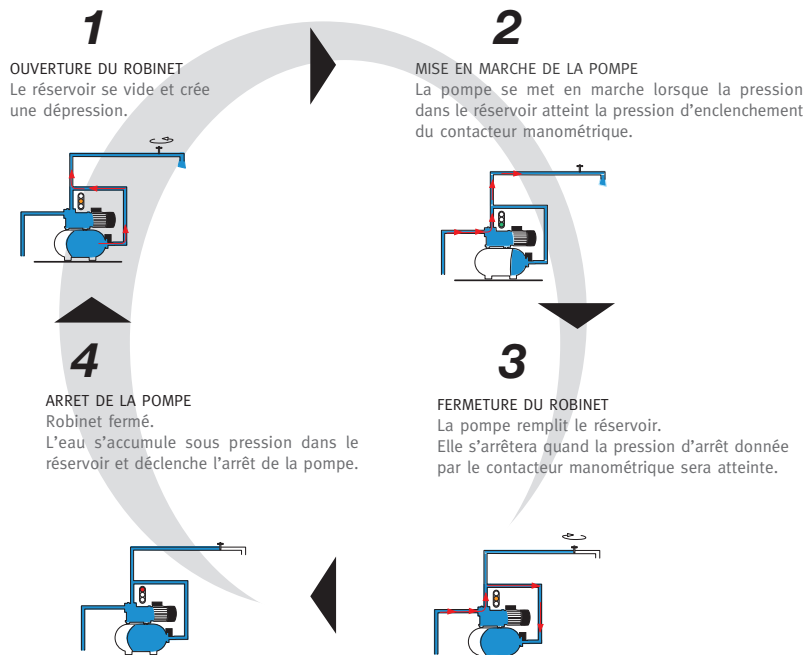 1
OUVERTURE DU ROBINET
Le réservoir se vide et crée
une dépression.
2
MISE EN MARCHE DE LA POMPE
La pompe se met en marche lorsque la pression
dans le réservoir atteint la pression d’enclenchement
du contacteur manométrique.
3
FERMETURE DU ROBINET
La pompe remplit le réservoir.
Elle s’arrêtera quand la pression d’arrêt donnée
par le contacteur manométrique sera atteinte.
4
ARRET DE LA POMPE
Robinet fermé.
L’eau s’accumule sous pression dans le
réservoir et déclenche l’arrêt de la pompe.